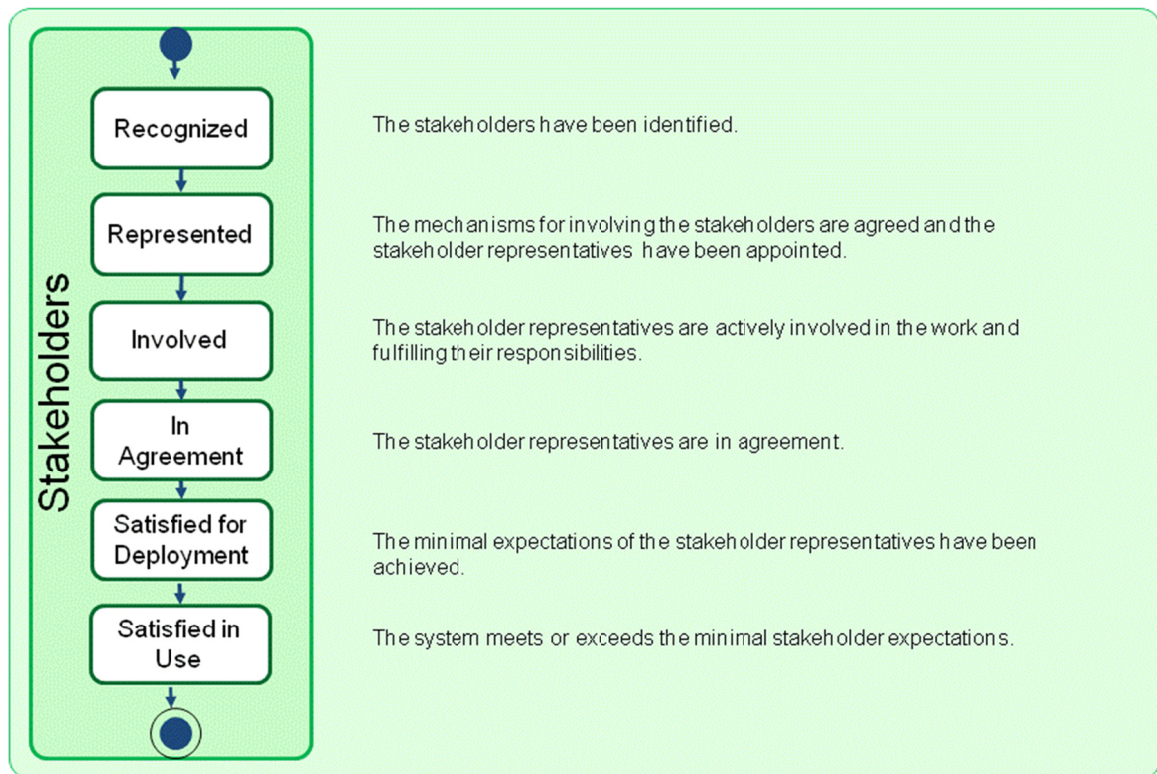 Stakeholders
Recognized
The stakeholders have been identified.
Represented
The mechanisms for involving the stakeholders are agreed and the
stakeholder representatives have been appointed.
Involved
The stakeholder representatives are actively involved in the work and
fulfilling their responsibilities.
In
Agreement
The stakeholder representatives are in agreement.
Satisfied for
Deployment
The minimal expectations of the stakeholder representatives have been
achieved.
Satisfied in
Use
The system meets or exceeds the minimal stakeholder expectations.